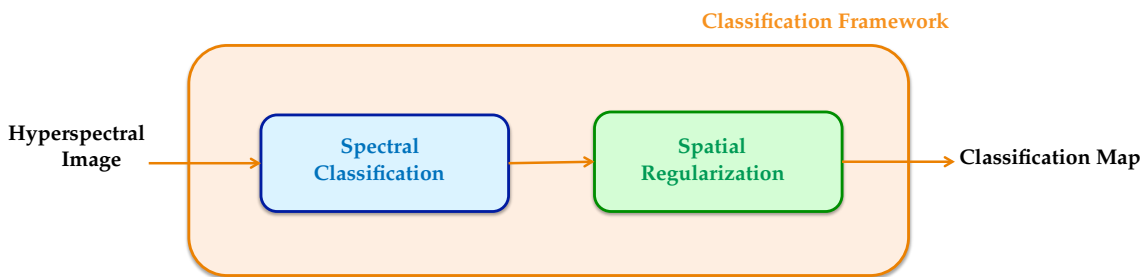 Classification Framework
Hyperspectral
Image
Spectral
Classification
Spatial
Regularization
Classification Map